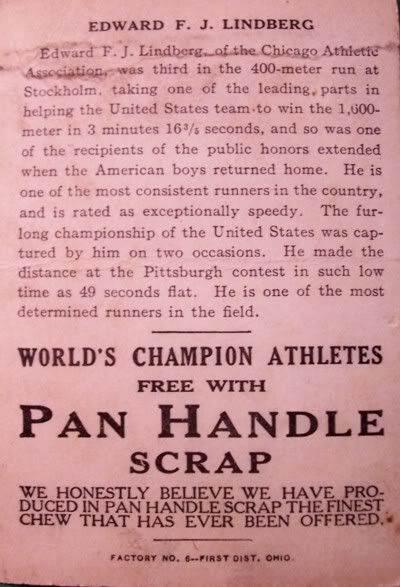 EDWARD F. J. LINDBERG
Edward F. J. Lindberg, of the Chicago Athletic
Association, was third in the 400-meter run at
Stockholm, taking one of the leading parts in
helping the United States team to win the 1,600-
meter in 3 minutes 16 3/5 seconds, and so was one
of the recipients of the public honors extended
when the American boys returned home. He is
one of the most consistent runners in the country,
and is rated as exceptionally speedy. The fur-
long championship of the United States was cap-
tured by him on two occasions. He made the
distance at the Pittsburgh contest in such low
time as 49 seconds flat. He is one of the most
determined runners in the field.
WORLD'S CHAMPION ATHLETES
FREE WITH
PAN HANDLE
SCRAP
WE HONESTLY BELIEVE WE HAVE PRO-
DUCED IN PAN HANDLE SCRAP THE FINEST
CHEW THAT HAS EVER BEEN OFFERED.
FACTORY NO. 6—FIRST DIST. OHIO.